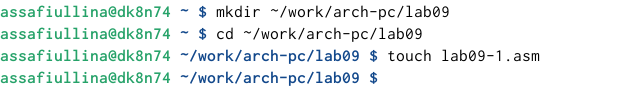 assafiullina@dk8n74 ~ $ mkdir ~/work/arch-pc/lab09
assafiullina@dk8n74 ~ $ cd ~/work/arch-pc/lab09
assafiullina@dk8n74 ~/work/arch-pc/lab09 $ touch lab09-1.asm
assafiullina@dk8n74 ~/work/arch-pc/lab09 $